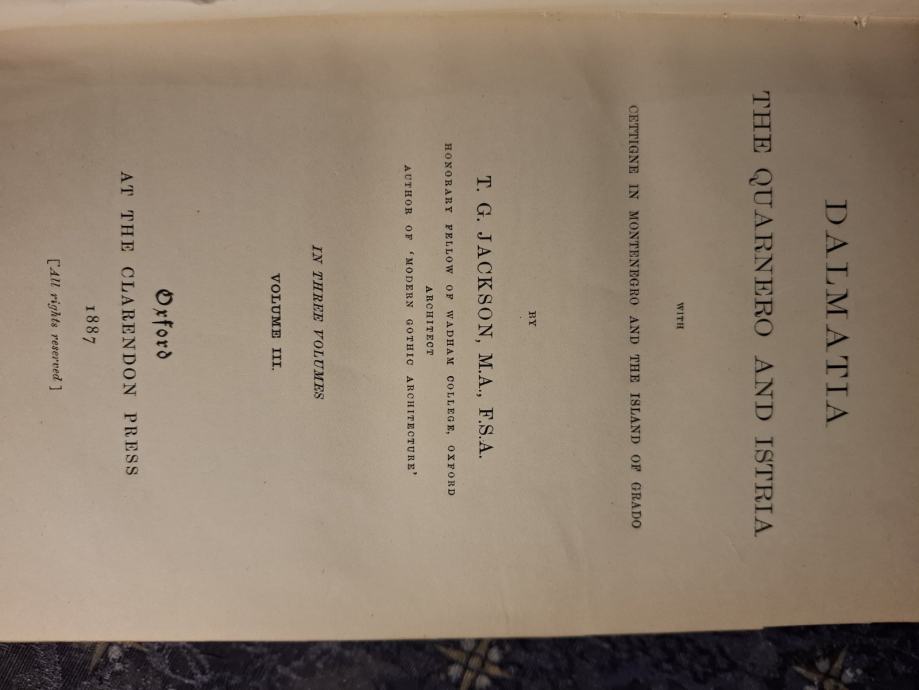 DALMATIA
THE QUARNERO AND ISTRIA
WITH
CETTIGNE IN MONTENEGRO AND THE ISLAND OF GRADO
BY
T. G. JACKSON, M.A., F.S.A.
HONORARY FELLOW OF WADHAM COLLEGE, OXFORD
ARCHITECT
AUTHOR OF 'MODERN GOTHIC ARCHITECTURE'
IN THREE VOLUMES
VOLUME III.
Oxford
AT THE CLARENDON PRESS
1887
[All rights reserved]